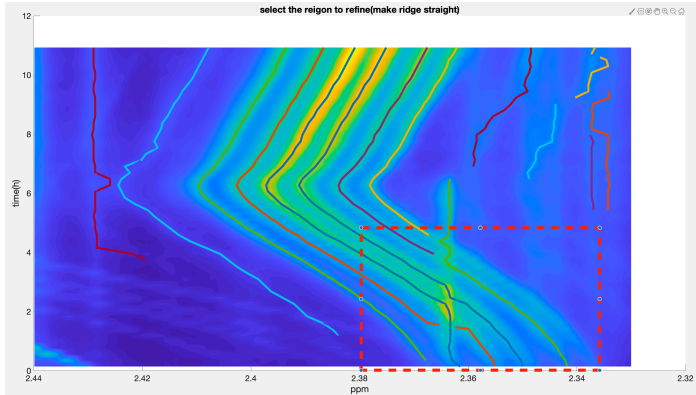 select the reigon to refine(make ridge straight)
12
10
8
6
4
2
0
time(h)
2.44 2.42 2.4 2.38 2.36 2.34 2.32
ppm